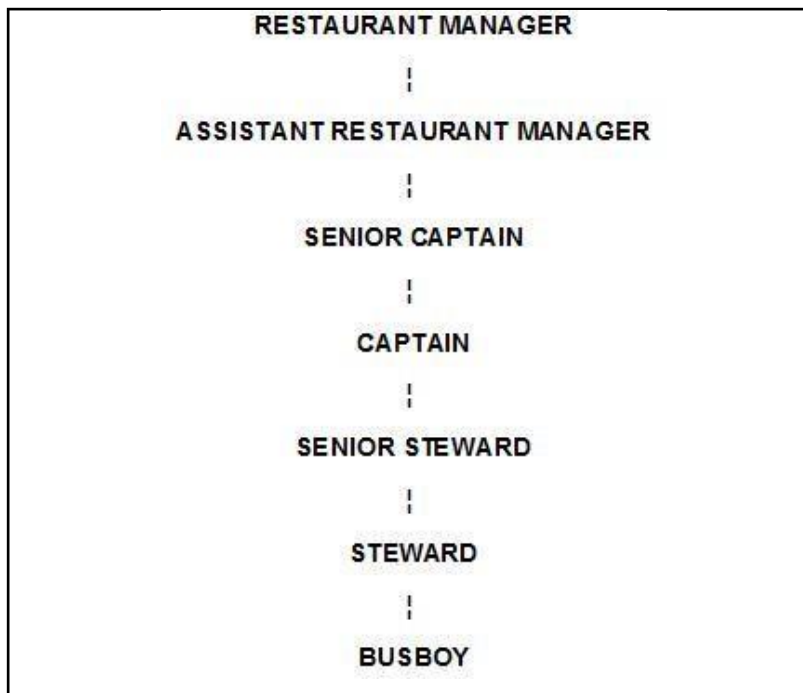 RESTAURANT MANAGER
¦
ASSISTANT RESTAURANT MANAGER
¦
SENIOR CAPTAIN
¦
CAPTAIN
¦
SENIOR STEWARD
¦
STEWARD
¦
BUSBOY